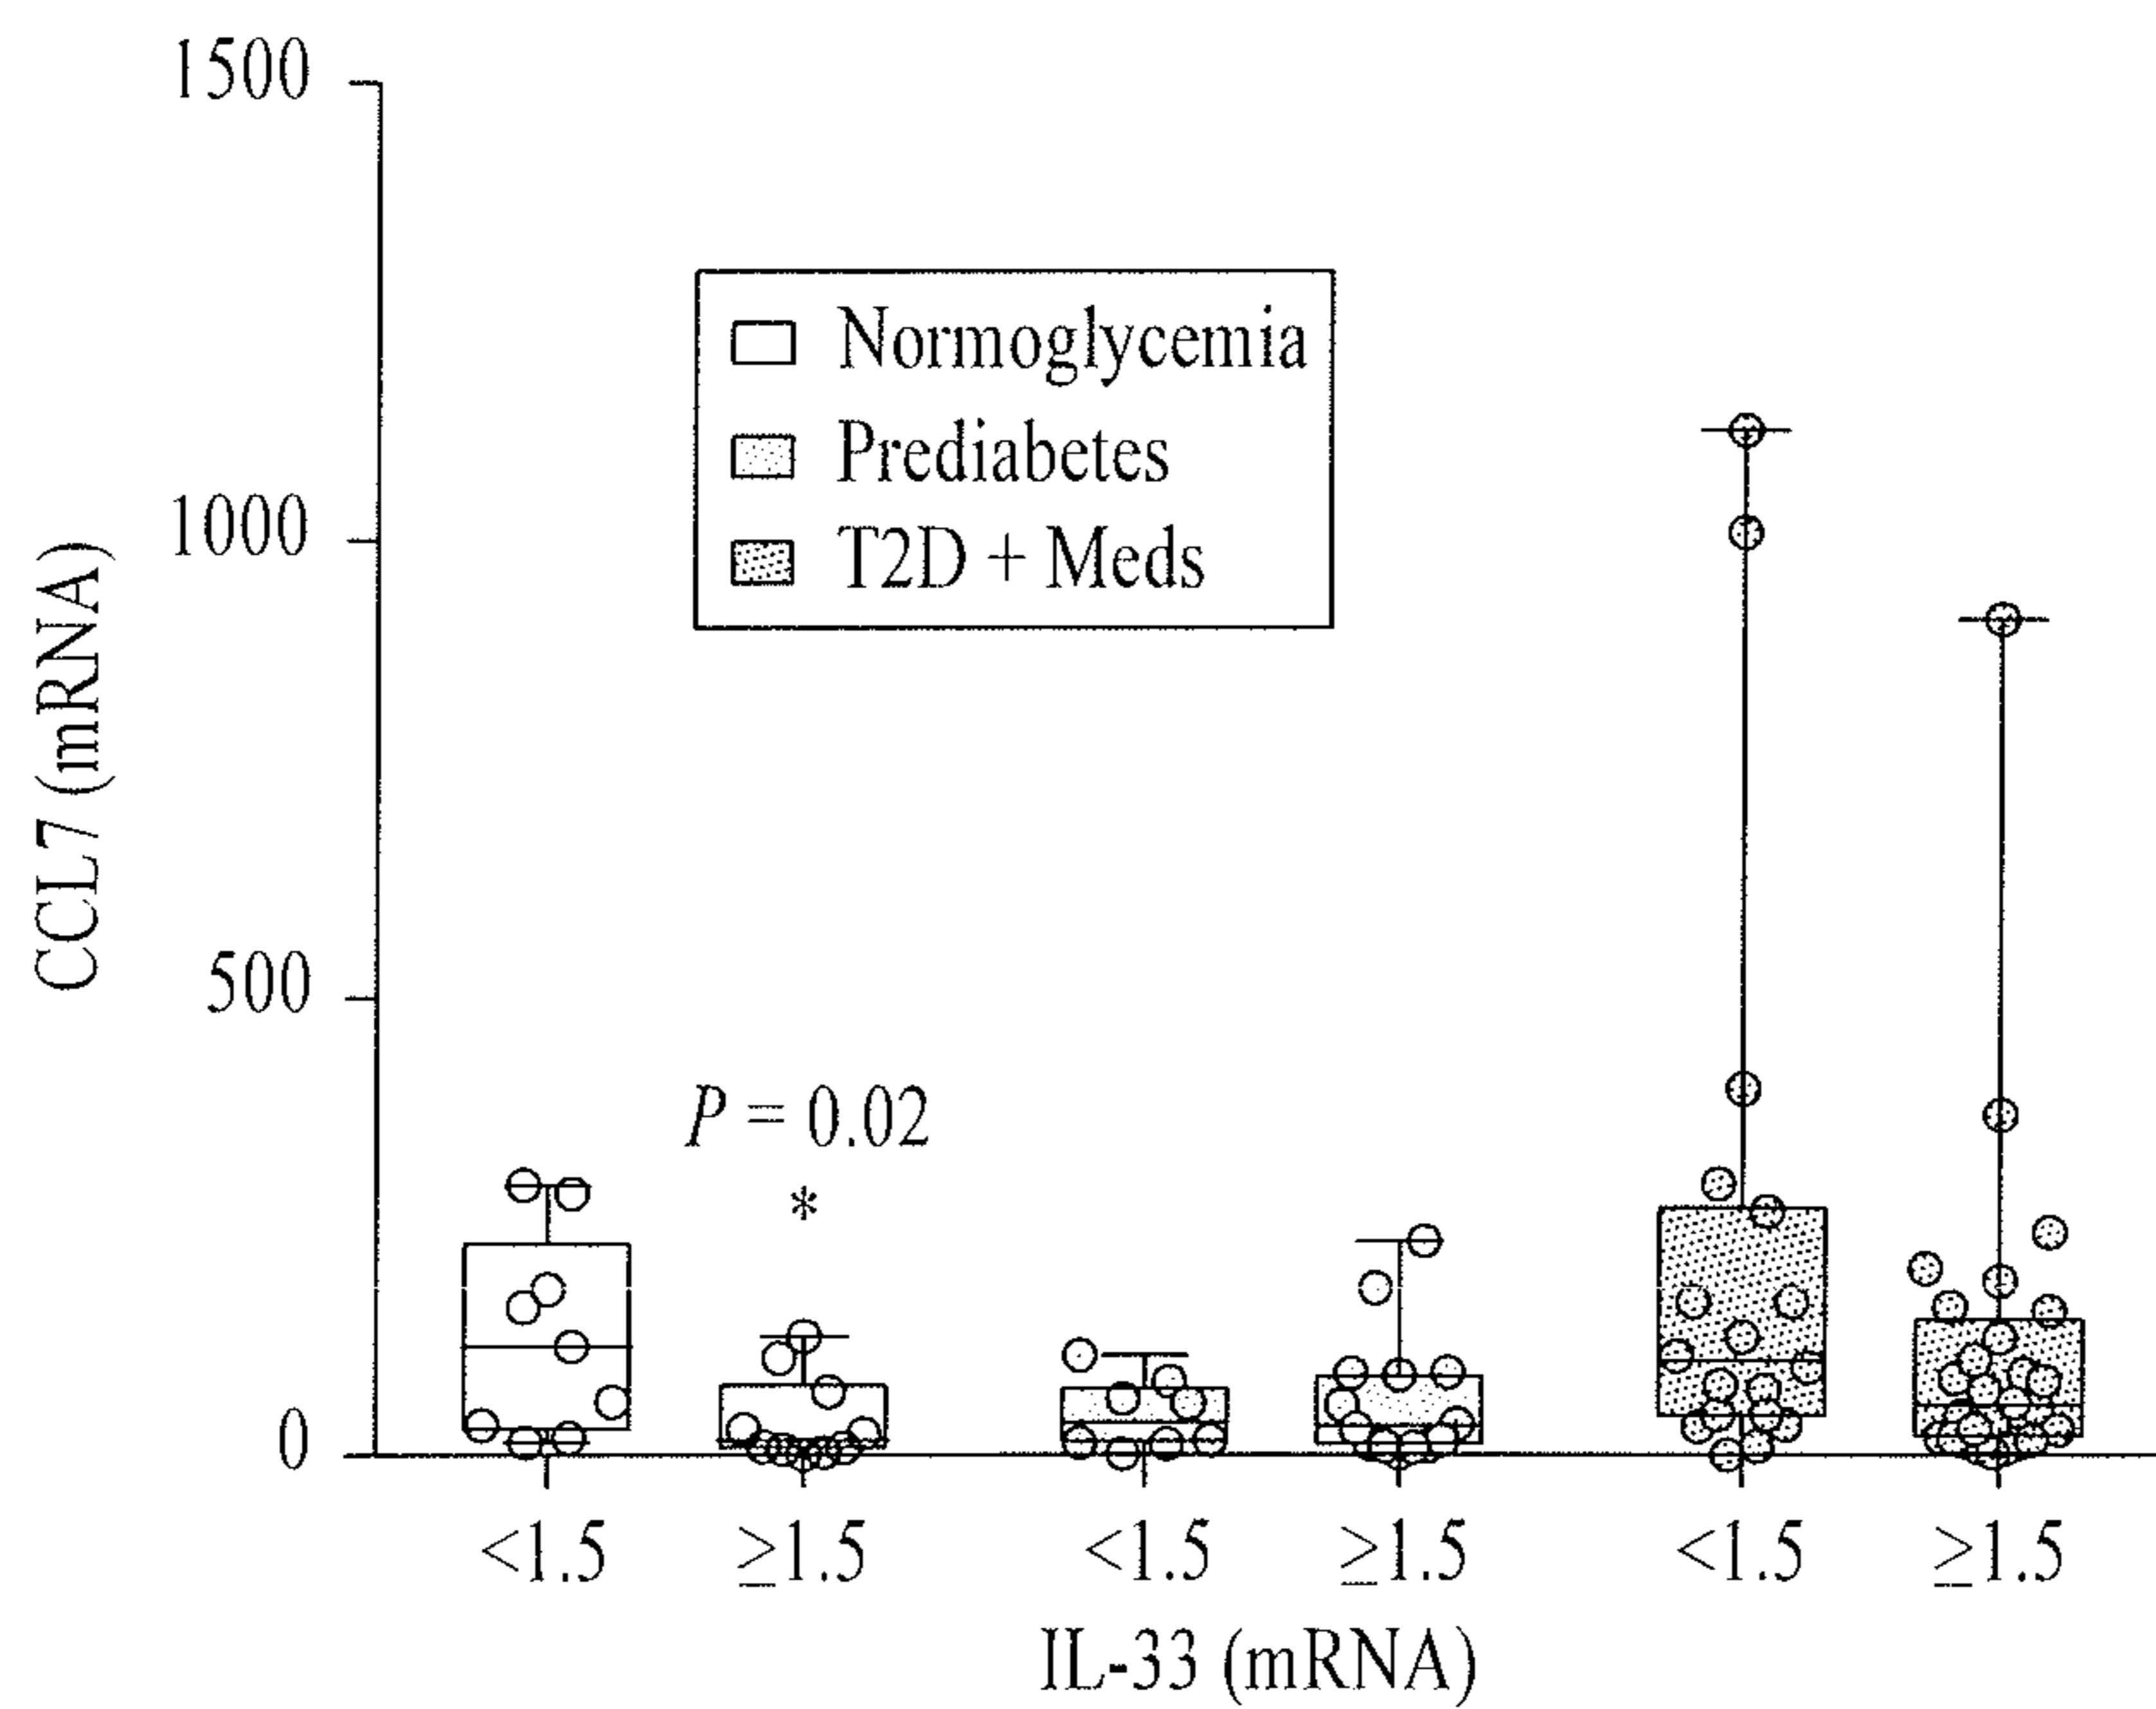 1500
1000
500
0
CCL7 (mRNA)
Normoglycemia
Prediabetes
T2D + Meds
P = 0.02
*
<1.5 ≥1.5 <1.5 ≥1.5 <1.5 ≥1.5
IL-33 (mRNA)